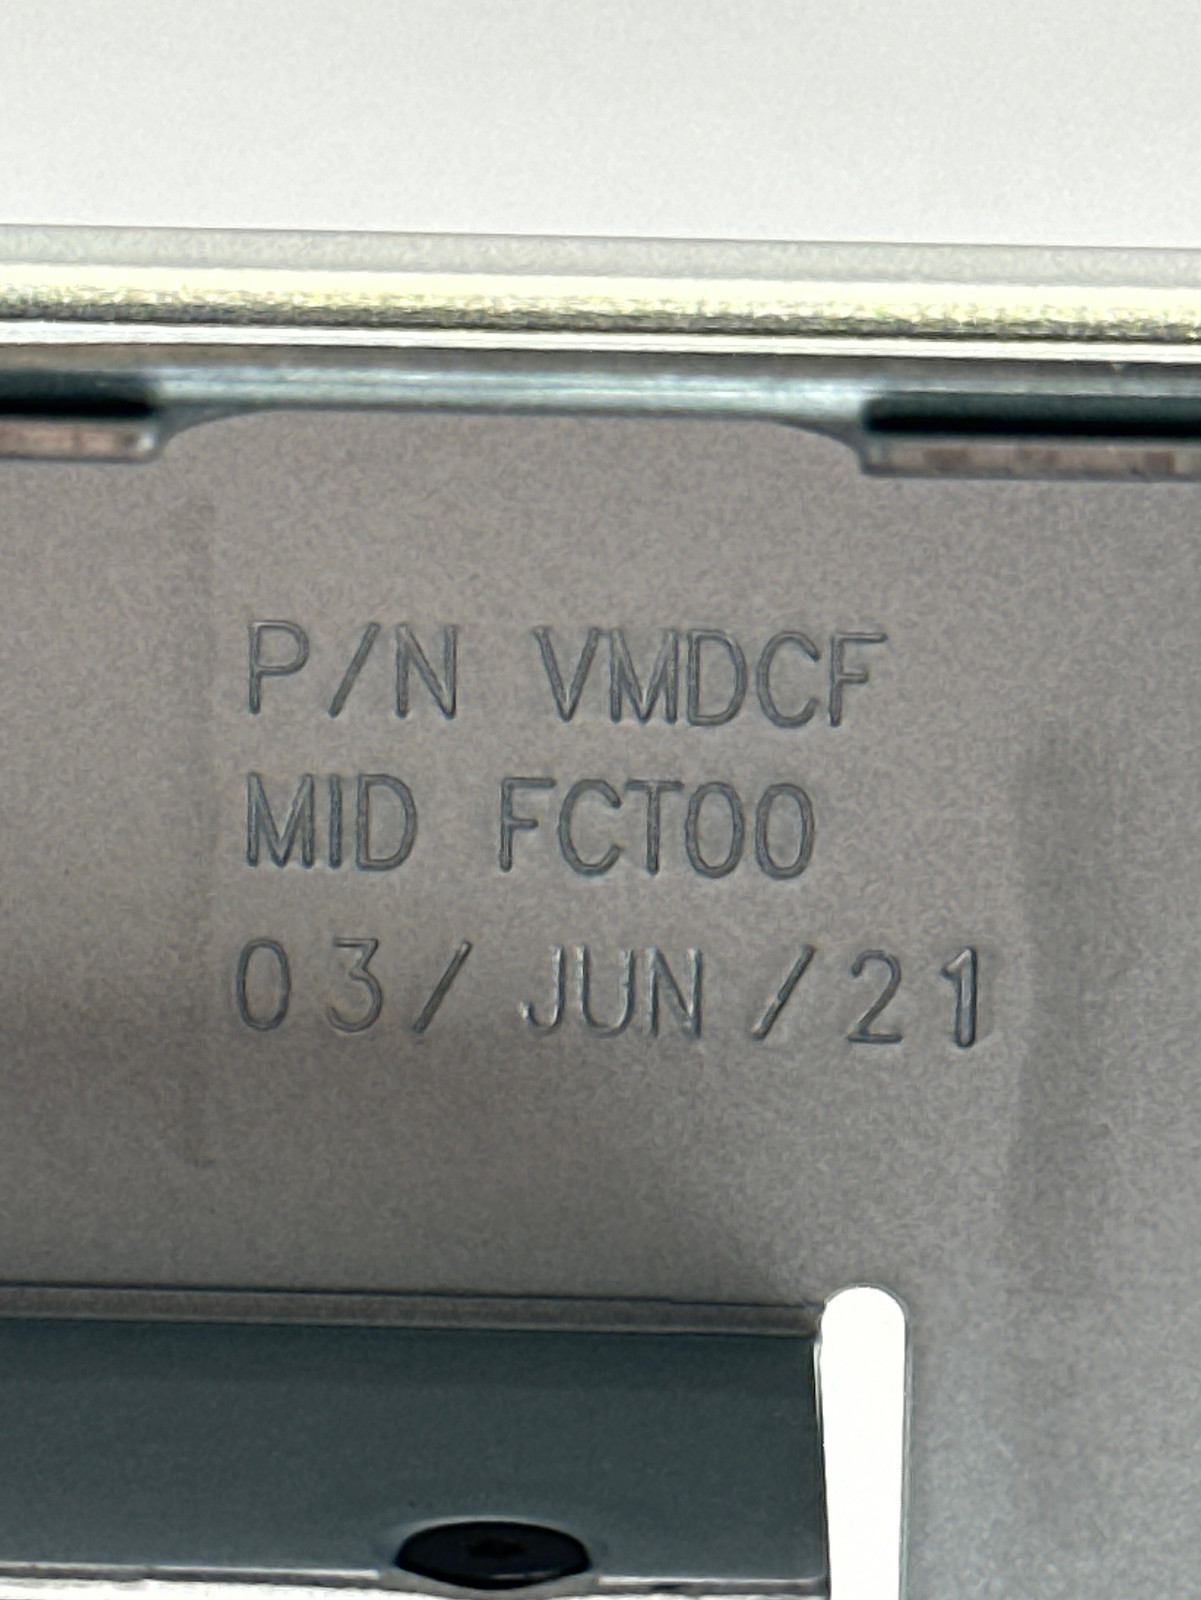 P/N VMDCF
MID FCT00
03/ JUN /21